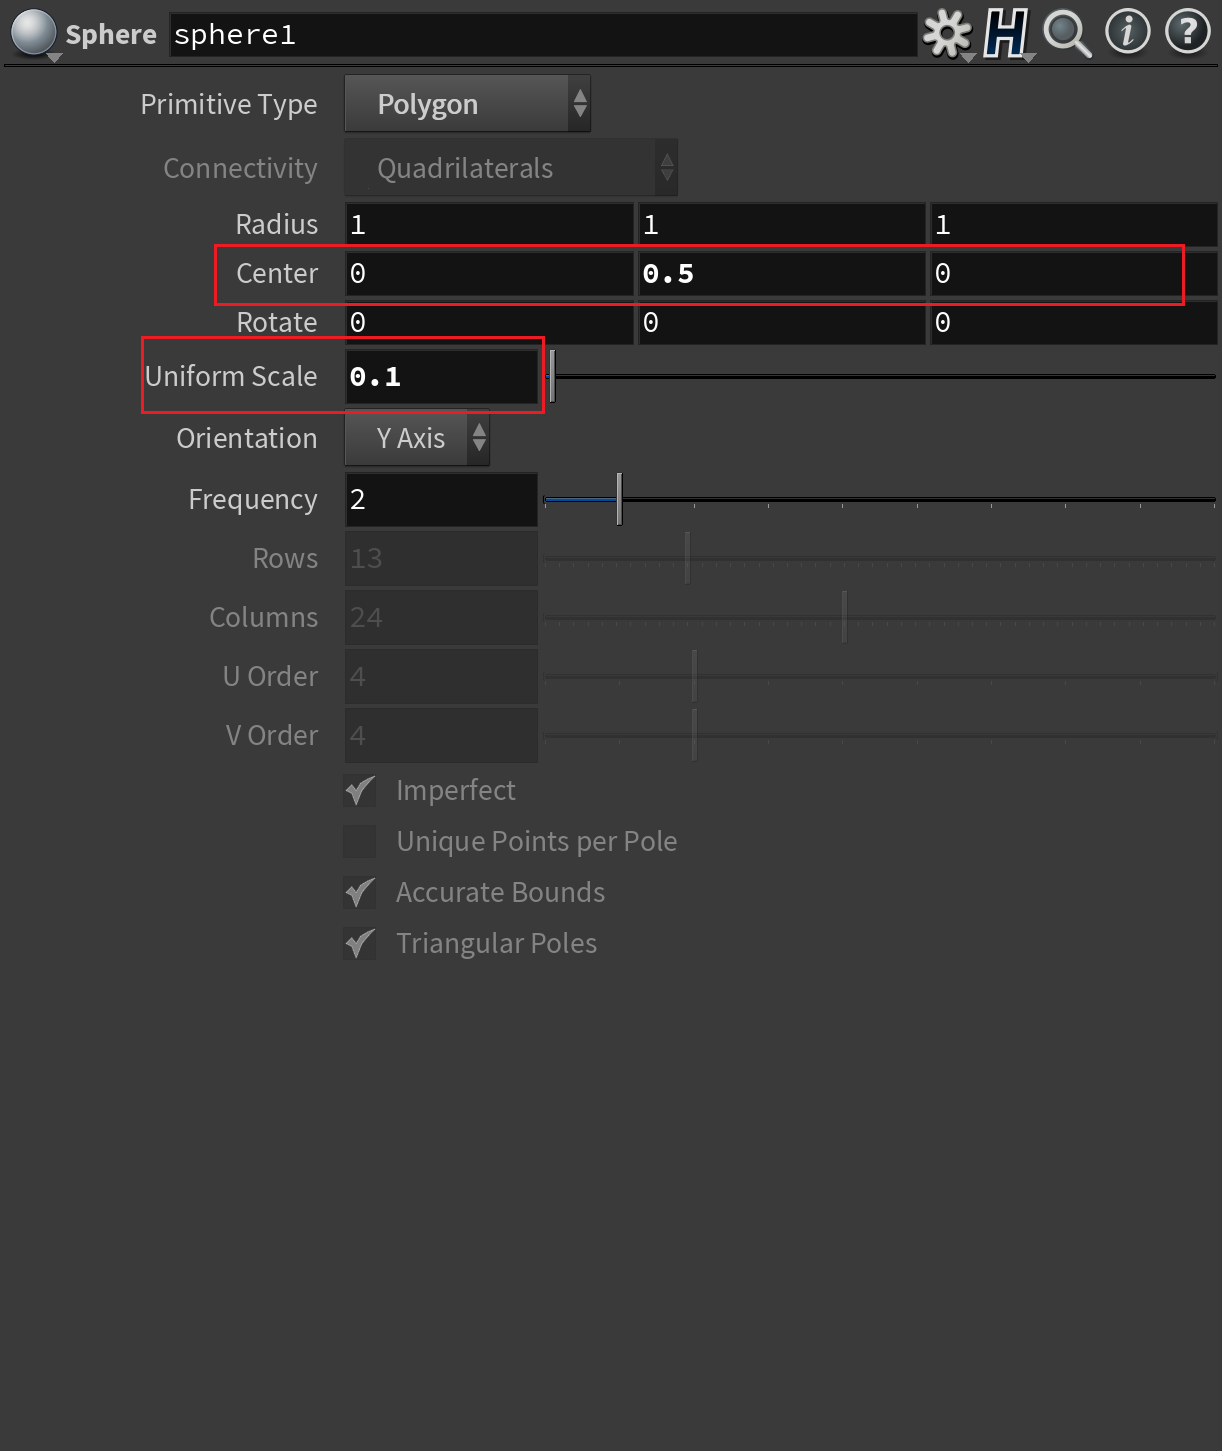 Sphere sphere1
Primitive Type Polygon
Connectivity Quadrilaterals
Radius 1 1 1
Center 0 0.5 0
Rotate 0 0 0
Uniform Scale 0.1
Orientation Y Axis
Frequency 2
Rows 13
Columns 24
U Order 4
V Order 4
Imperfect
Unique Points per Pole
Accurate Bounds
Triangular Poles